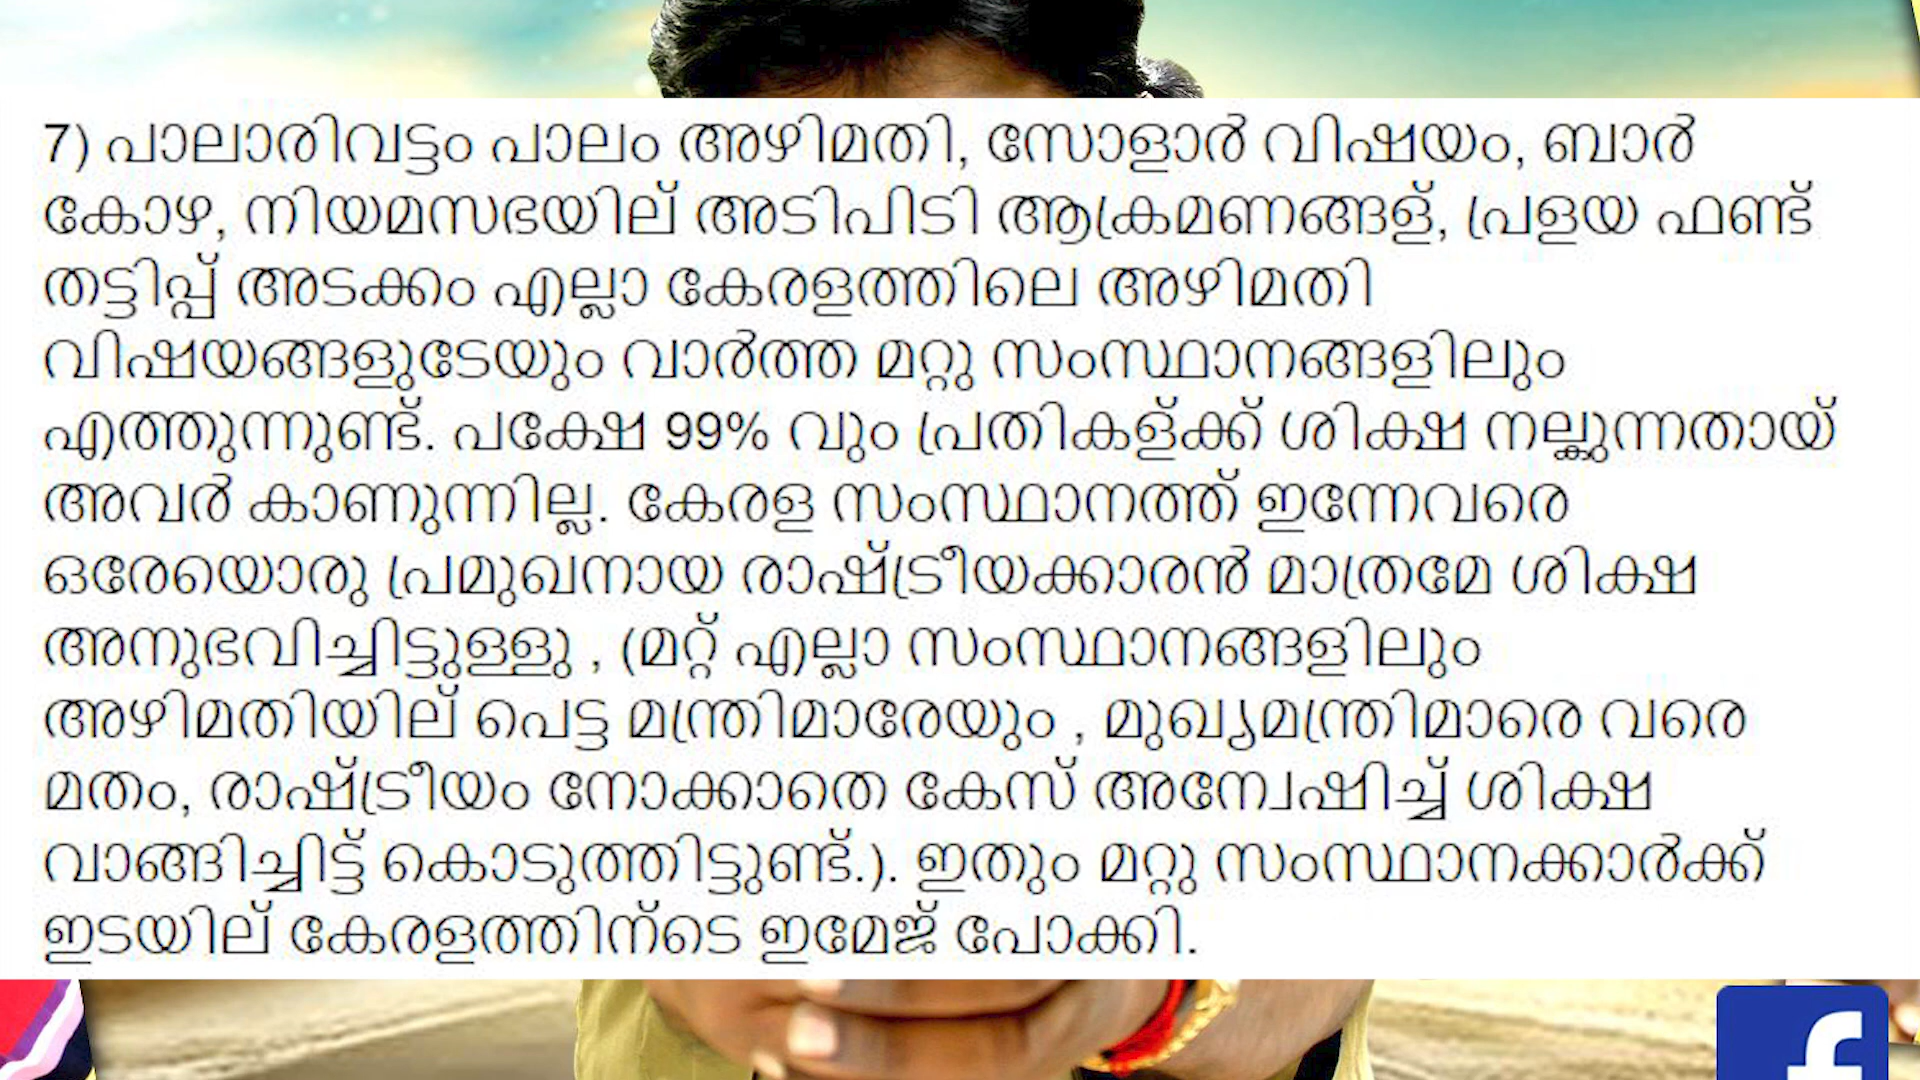 7) പാലാരിവട്ടം പാലം അഴിമതി, സോളാർ വിഷയം, ബാർ
കോഴ, നിയമസഭയില് അടിപിടി ആക്രമണങ്ങള്, പ്രളയ ഫണ്ട്
തട്ടിപ്പ് അടക്കം എല്ലാ കേരളത്തിലെ അഴിമതി
വിഷയങ്ങളുടേയും വാർത്ത മറ്റു സംസ്ഥാനങ്ങളിലും
എത്തുന്നുണ്ട്. പക്ഷേ 99% വും പ്രതികള്ക്ക് ശിക്ഷ നല്കുന്നതായ്
അവർ കാണുന്നില്ല. കേരള സംസ്ഥാനത്ത് ഇന്നേവരെ
ഒരേയൊരു പ്രമുഖനായ രാഷ്ട്രീയക്കാരൻ മാത്രമേ ശിക്ഷ
അനുഭവിച്ചിട്ടുള്ളു , (മറ്റ് എല്ലാ സംസ്ഥാനങ്ങളിലും
അഴിമതിയില് പെട്ട മന്ത്രിമാരേയും , മുഖ്യമന്ത്രിമാരെ വരെ
മതം, രാഷ്ട്രീയം നോക്കാതെ കേസ് അന്വേഷിച്ച് ശിക്ഷ
വാങ്ങിച്ചിട്ട് കൊടുത്തിട്ടുണ്ട്.). ഇതും മറ്റു സംസ്ഥാനക്കാർക്ക്
ഇടയില് കേരളത്തിന്ടെ ഇമേജ് പോക്കി.